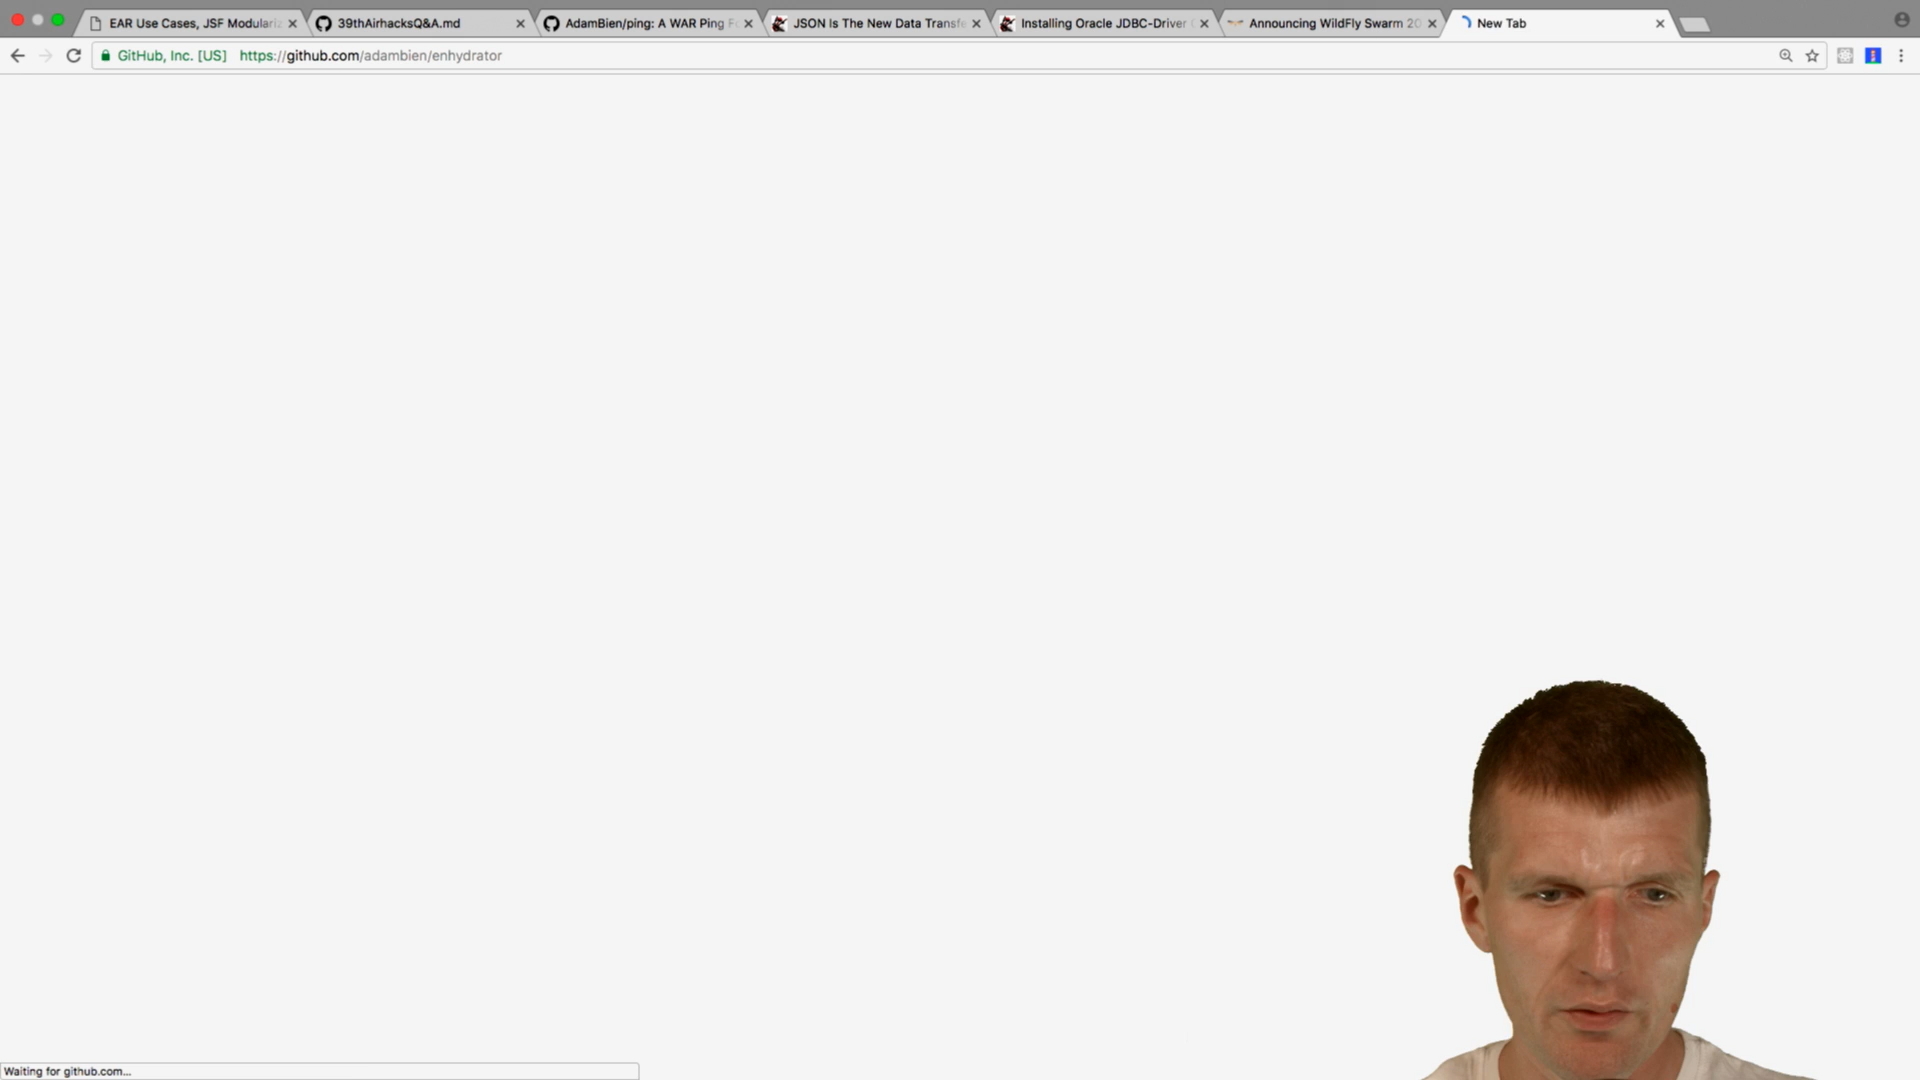 EAR Use Cases, JSF Modulari
39thAirhacksQ&A.md
AdamBien/ping: A WAR Ping F
JSON Is The New Data Transfe
Installing Oracle JDBC-Driver
Announcing WildFly Swarm 20
New Tab
GitHub, Inc. [US] https://github.com/adambien/enhydrator
Waiting for github.com...